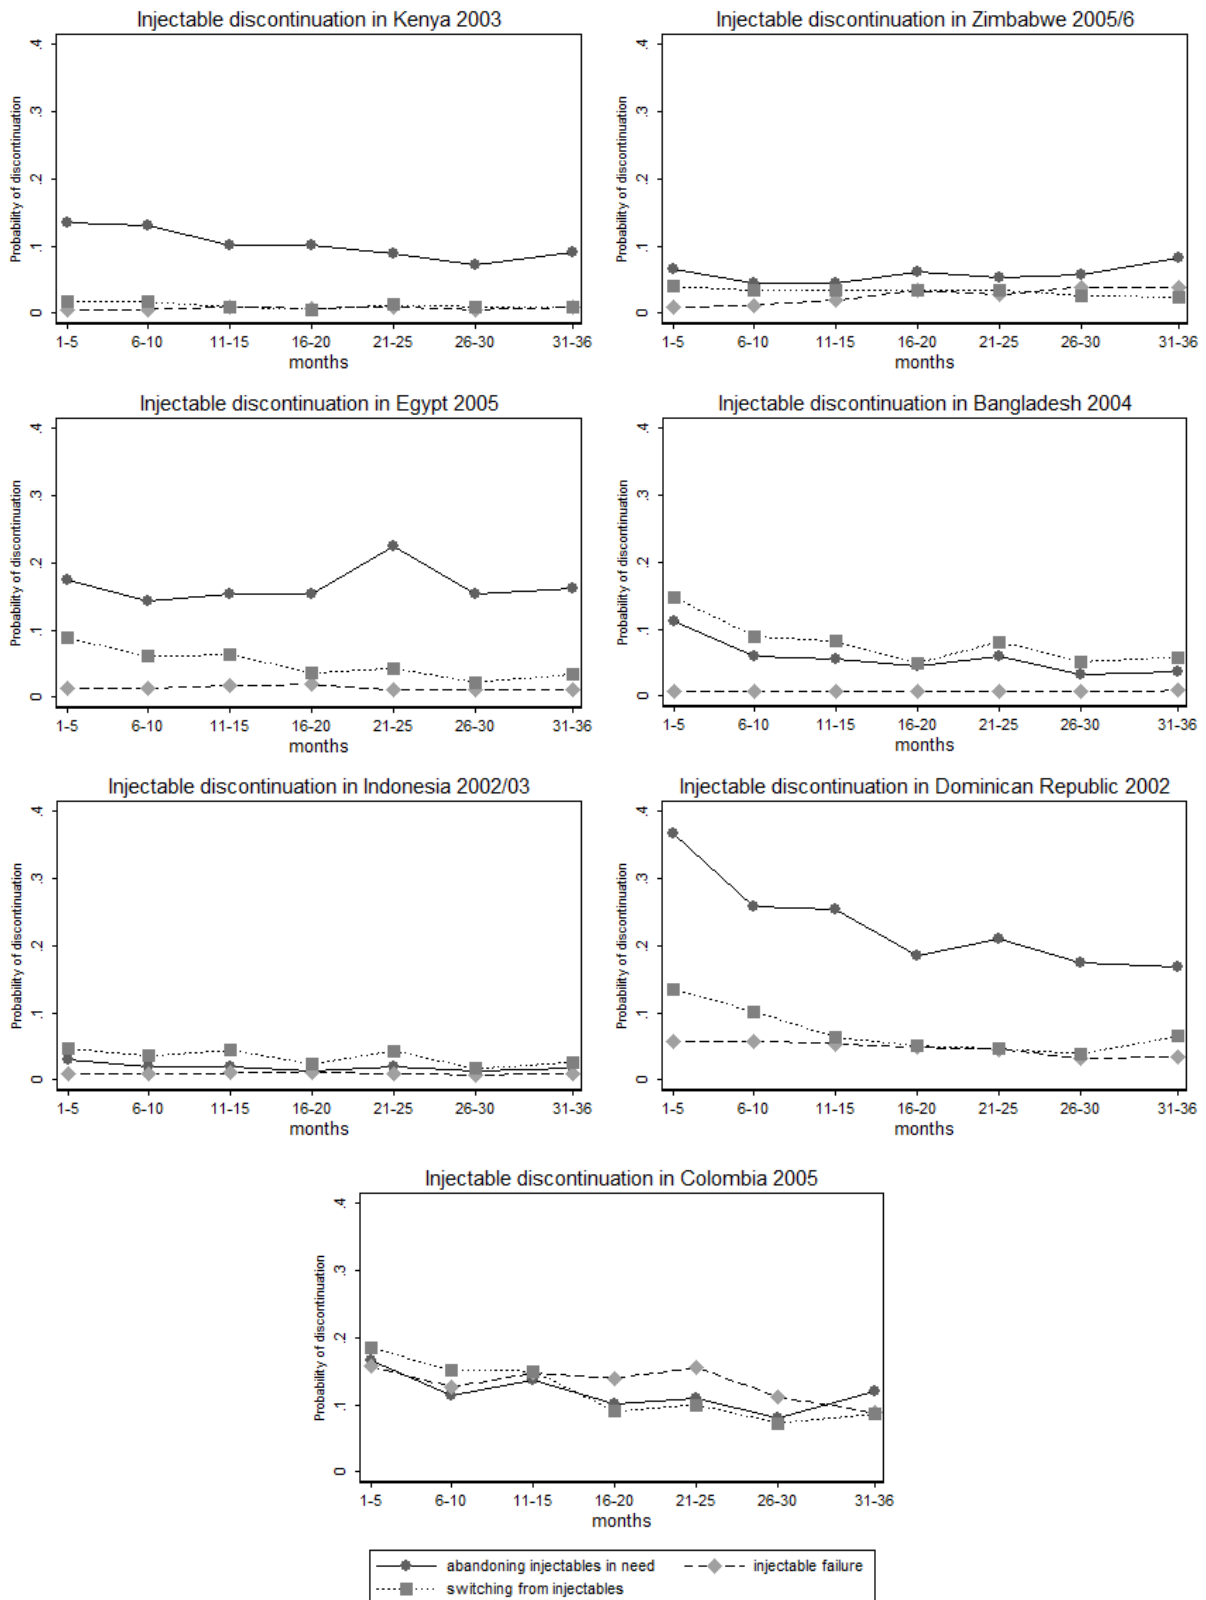 Injectable discontinuation in Kenya 2003
Probability of discontinuation
.4
.3
.2
.1
0
1-5 6-10 11-15 16-20 21-25 26-30 31-36
months
Injectable discontinuation in Zimbabwe 2005/6
Probability of discontinuation
.4
.3
.2
.1
0
1-5 6-10 11-15 16-20 21-25 26-30 31-36
months
Injectable discontinuation in Egypt 2005
Probability of discontinuation
.4
.3
.2
.1
0
1-5 6-10 11-15 16-20 21-25 26-30 31-36
months
Injectable discontinuation in Bangladesh 2004
Probability of discontinuation
.4
.3
.2
.1
0
1-5 6-10 11-15 16-20 21-25 26-30 31-36
months
Injectable discontinuation in Indonesia 2002/03
Probability of discontinuation
.4
.3
.2
.1
0
1-5 6-10 11-15 16-20 21-25 26-30 31-36
months
Injectable discontinuation in Dominican Republic 2002
Probability of discontinuation
.4
.3
.2
.1
0
1-5 6-10 11-15 16-20 21-25 26-30 31-36
months
Injectable discontinuation in Colombia 2005
Probability of discontinuation
.4
.3
.2
.1
0
1-5 6-10 11-15 16-20 21-25 26-30 31-36
months
abandoning injectables in need injectable failure
switching from injectables